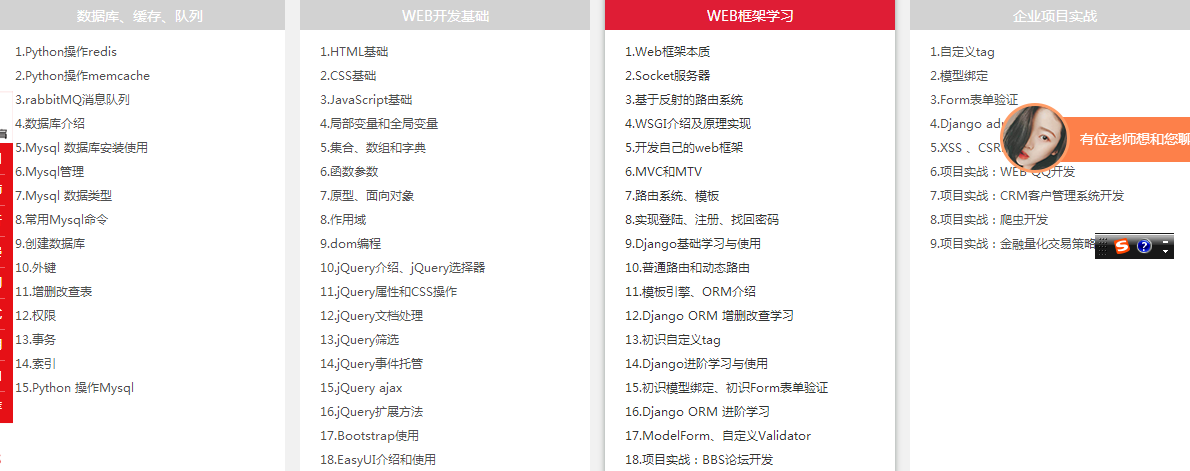 数据库、缓存、队列
1.Python操作redis
2.Python操作memcache
3.rabbitMQ消息队列
4.数据库介绍
5.Mysql 数据库安装使用
6.Mysql管理
7.Mysql 数据类型
8.常用Mysql命令
9.创建数据库
10.外键
11.增删改查表
12.权限
13.事务
14.索引
15.Python 操作Mysql
WEB开发基础
1.HTML基础
2.CSS基础
3.JavaScript基础
4.局部变量和全局变量
5.集合、数组和字典
6.函数参数
7.原型、面向对象
8.作用域
9.dom编程
10.jQuery介绍、jQuery选择器
11.jQuery属性和CSS操作
12.jQuery文档处理
13.jQuery筛选
14.jQuery事件托管
15.jQuery ajax
16.jQuery扩展方法
17.Bootstrap使用
18.EasyUI介绍和使用
WEB框架学习
1.Web框架本质
2.Socket服务器
3.基于反射的路由系统
4.WSGI介绍及原理实现
5.开发自己的web框架
6.MVC和MTV
7.路由系统、模板
8.实现登陆、注册、找回密码
9.Django基础学习与使用
10.普通路由和动态路由
11.模板引擎、ORM介绍
12.Django ORM 增删改查学习
13.初识自定义tag
14.Django进阶学习与使用
15.初识模型绑定、初识Form表单验证
16.Django ORM 进阶学习
17.ModelForm、自定义Validator
18.项目实战：BBS论坛开发
企业项目实战
1.自定义tag
2.模型绑定
3.Form表单验证
4.Django
5.XSS 、
6.项目实战：WEB QQ开发
7.项目实战：CRM客户管理系统开发
8.项目实战：爬虫开发
9.项目实战：金融量化交易策略
有位老师想和您聊